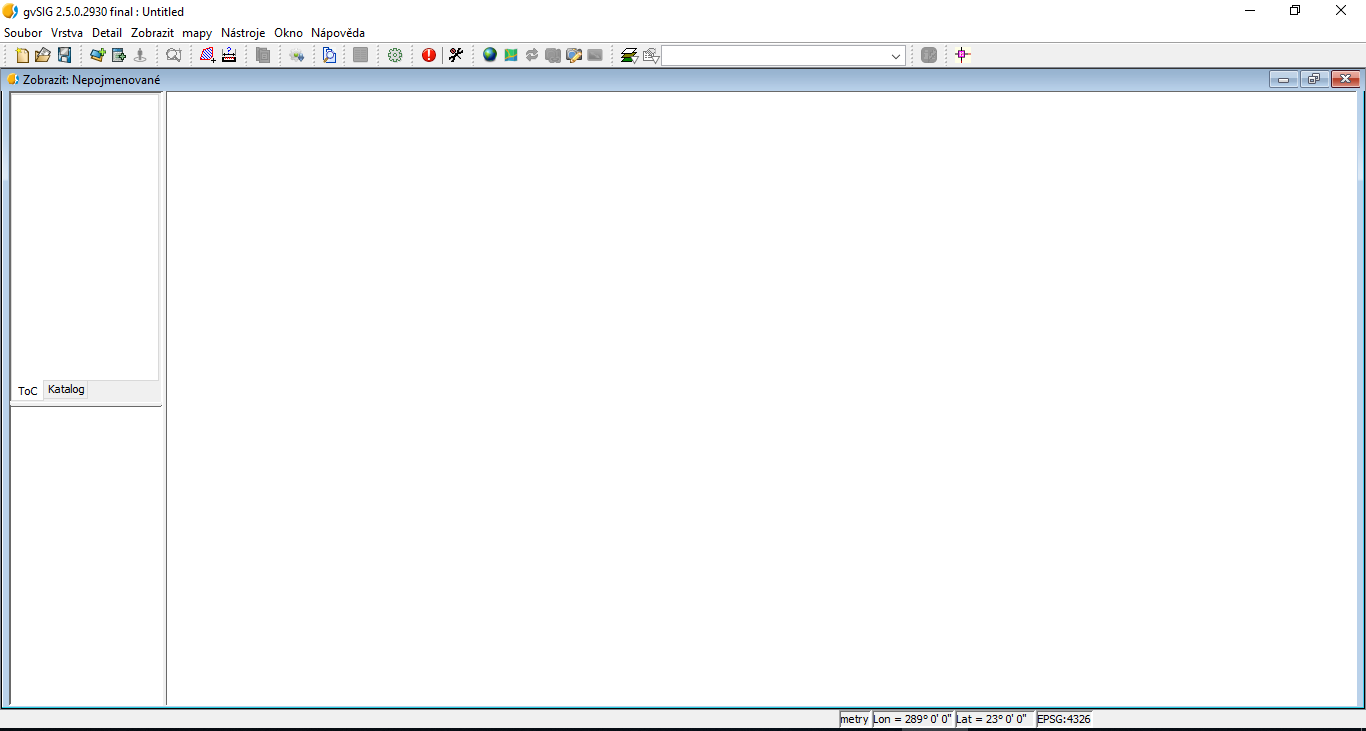 gvSIG 2.5.0.2930 final : Untitled
Soubor Vrstva Detail Zobrazit mapy Nástroje Okno Nápověda
Zobrazit: Nepojmenované
ToC Katalog
metry Lon = 289° 0' 0" Lat = 23° 0' 0" EPSG:4326